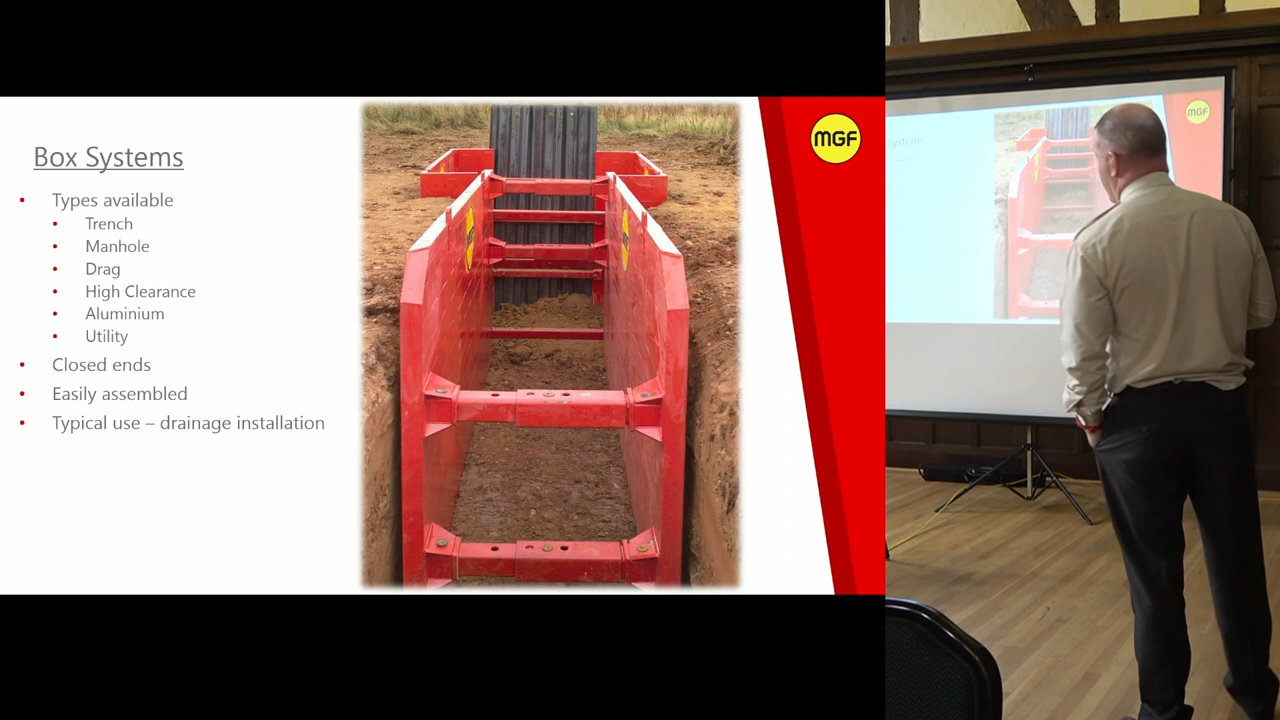 Box Systems
• Types available
• Trench
• Manhole
• Drag
• High Clearance
• Aluminium
• Utility
• Closed ends
• Easily assembled
• Typical use – drainage installation
MGF
MGF